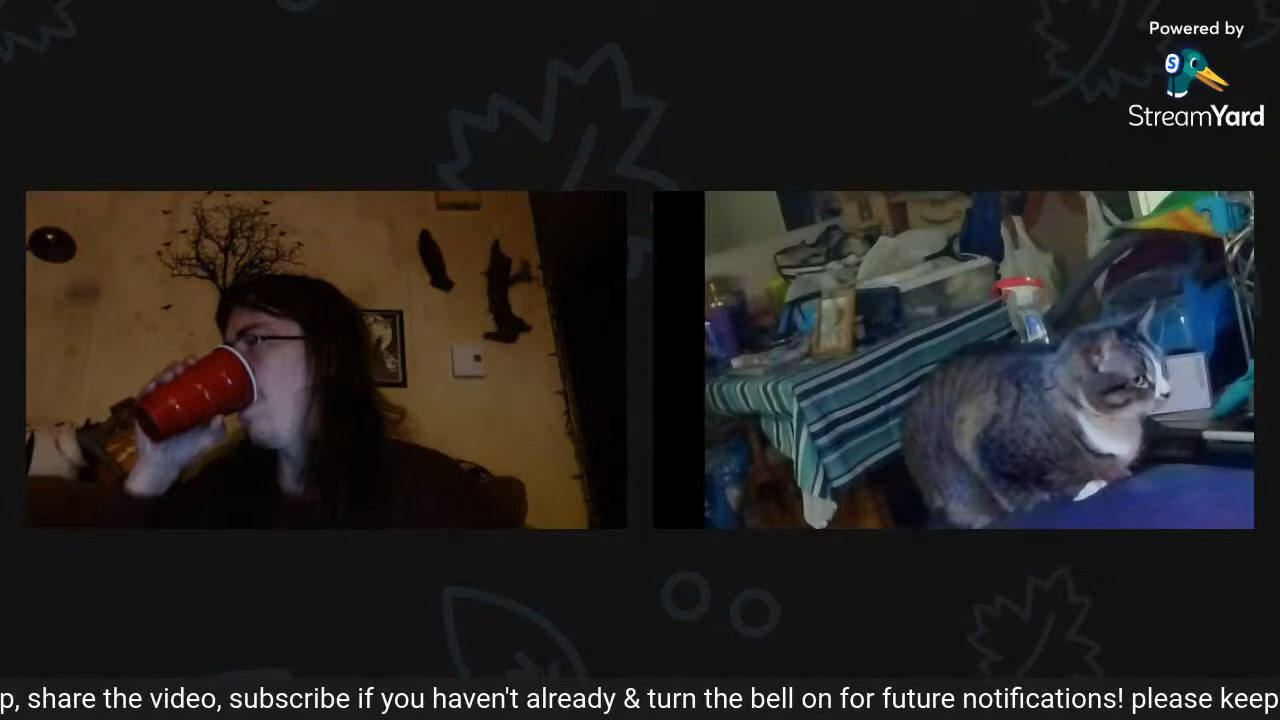 Powered by
S
StreamYard
p, share the video, subscribe if you haven't already & turn the bell on for future notifications! please keep